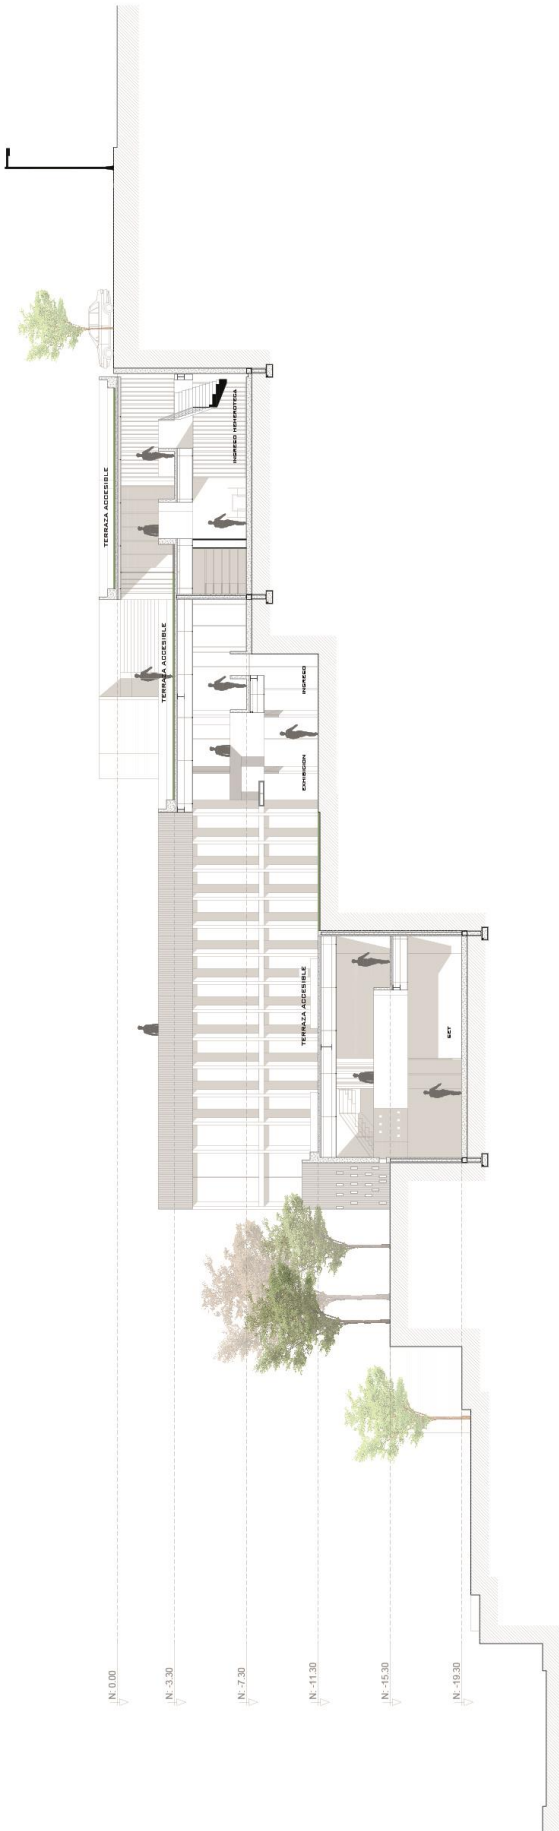 TERRAZA ACCESIBLE
INGRESO HEMEROTECA
TERRAZA ACCESIBLE
INGRESO
EXHIBICION
TERRAZA ACCESIBLE
SET
N: 0.00
N: -3.30
N: -7.30
N: -11.30
N: -15.30
N: -19.30